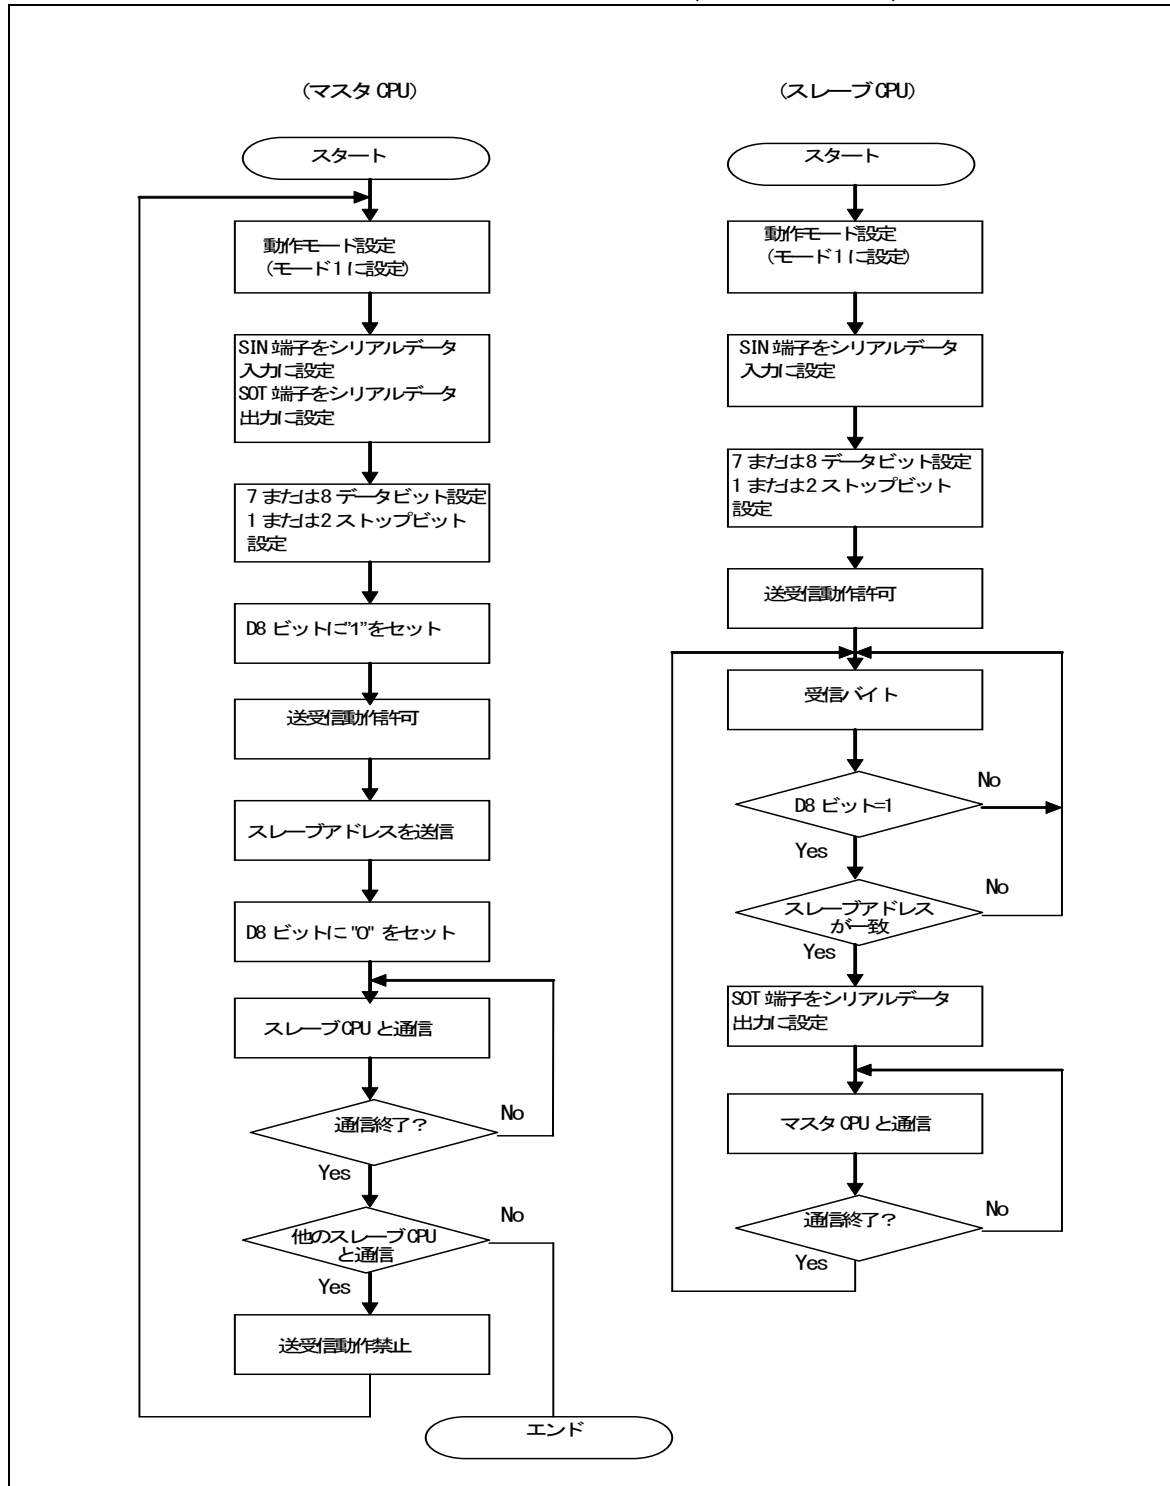 (マスタ CPU)
スタート
動作モード設定
(モード1に設定)
SIN 端子をシリアルデータ
入力に設定
SOT 端子をシリアルデータ
出力に設定
7 または8 データビット設定
1 または2 ストップビット
設定
D8 ビットに"1"をセット
送受信動作許可
スレーブアドレスを送信
D8 ビットに "0" をセット
スレーブCPU と通信
通信終了?
No
Yes
他のスレーブCPU
と通信
No
Yes
送受信動作禁止
エンド
(スレーブCPU)
スタート
動作モード設定
(モード1に設定)
SIN 端子をシリアルデータ
入力に設定
7 または8 データビット設定
1 または2 ストップビット
設定
送受信動作許可
受信バイト
D8 ビット=1
No
Yes
スレーブアドレス
が一致
No
Yes
SOT 端子をシリアルデータ
出力に設定
マスタ CPU と通信
通信終了?
No
Yes